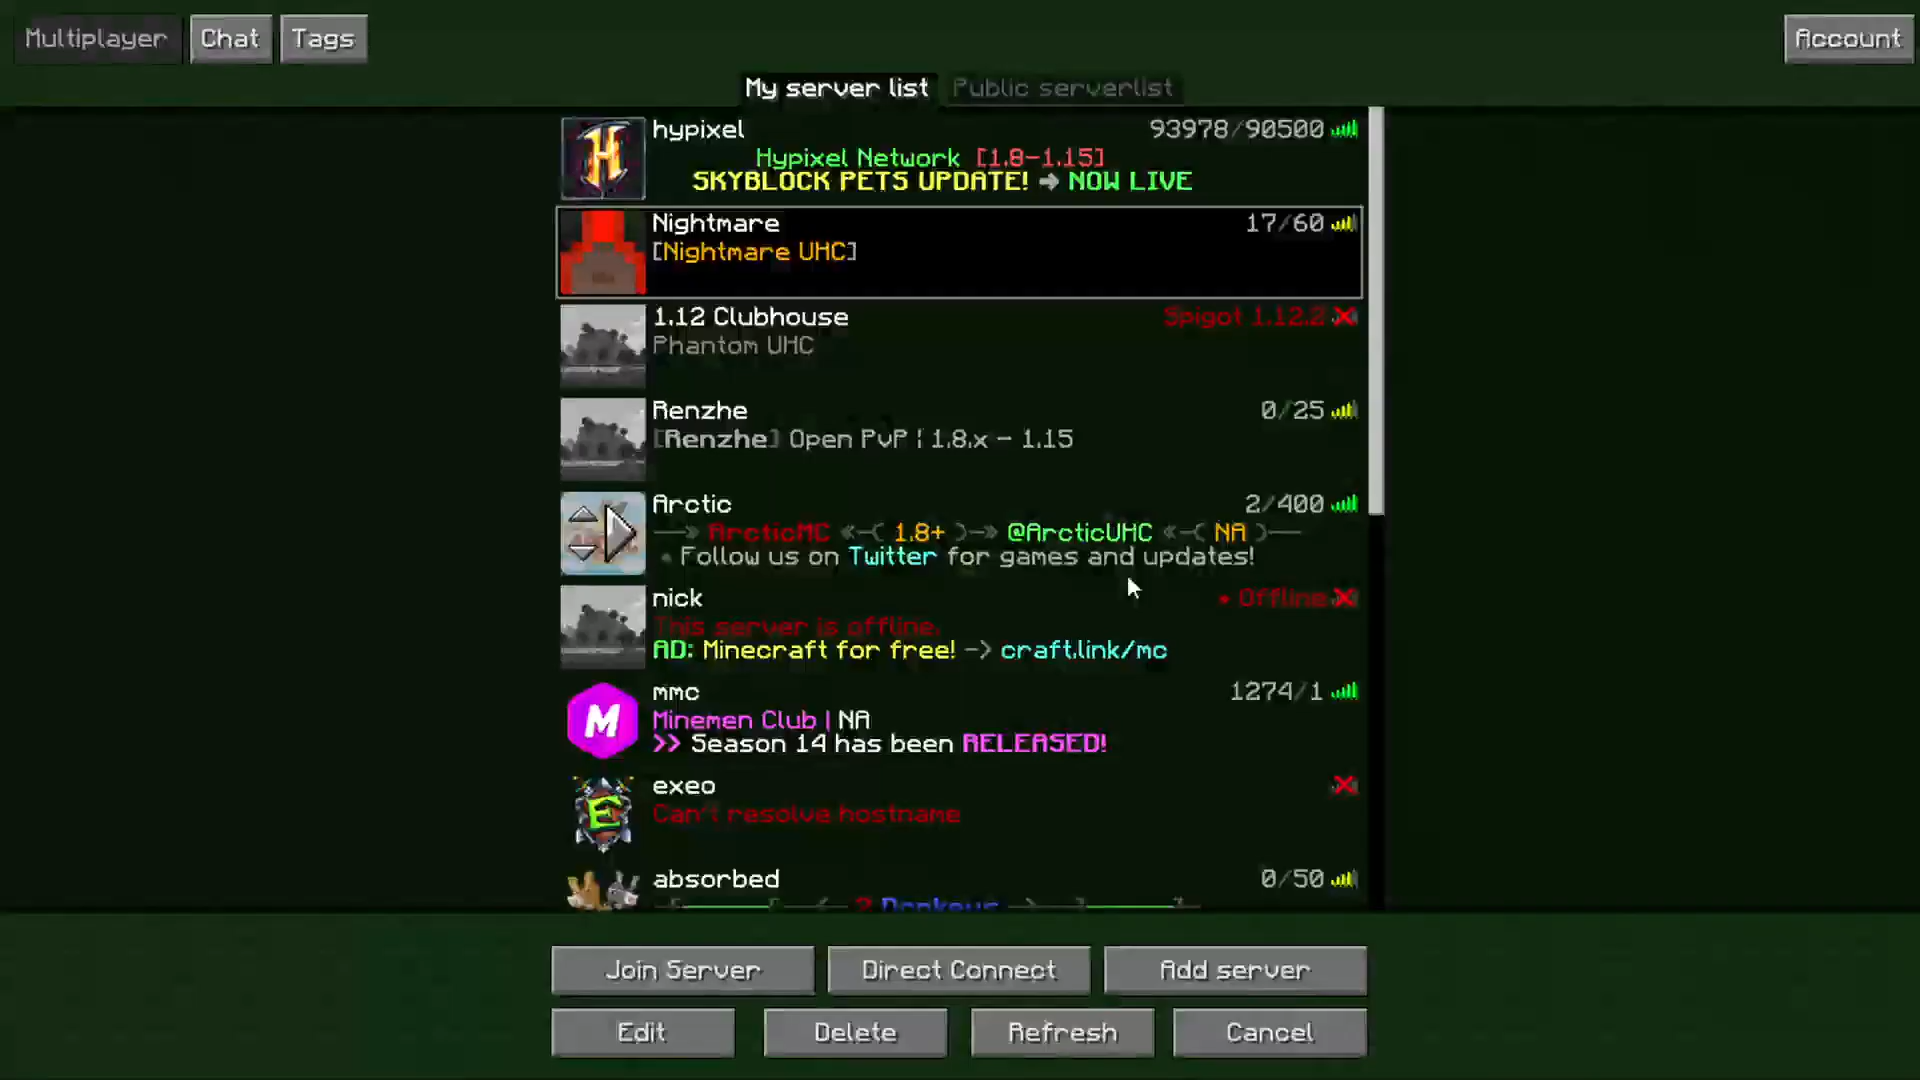 Multiplayer Chat Tags Account
My server list Public serverlist
hypixel 93978/90500
Hypixel Network [1.8-1.15]
SKYBLOCK PETS UPDATE! → NOW LIVE
Nightmare 17/60
[Nightmare UHC]
1.12 Clubhouse Spigot 1.12.2
Phantom UHC
Renzhe 0/25
[Renzhe] Open PvP ¦ 1.8.x - 1.15
Arctic 2/400
—» ArcticMC «-( 1.8+ )-» @ArcticUHC «-( NA )—
• Follow us on Twitter for games and updates!
nick • Offline
This server is offline.
AD: Minecraft for free! -> craft.link/mc
mmc 1274/1
M
Minemen Club | NA
>> Season 14 has been RELEASED!
exeo
Can't resolve hostname
absorbed 0/50
Join Server Direct Connect Add server
Edit Delete Refresh Cancel